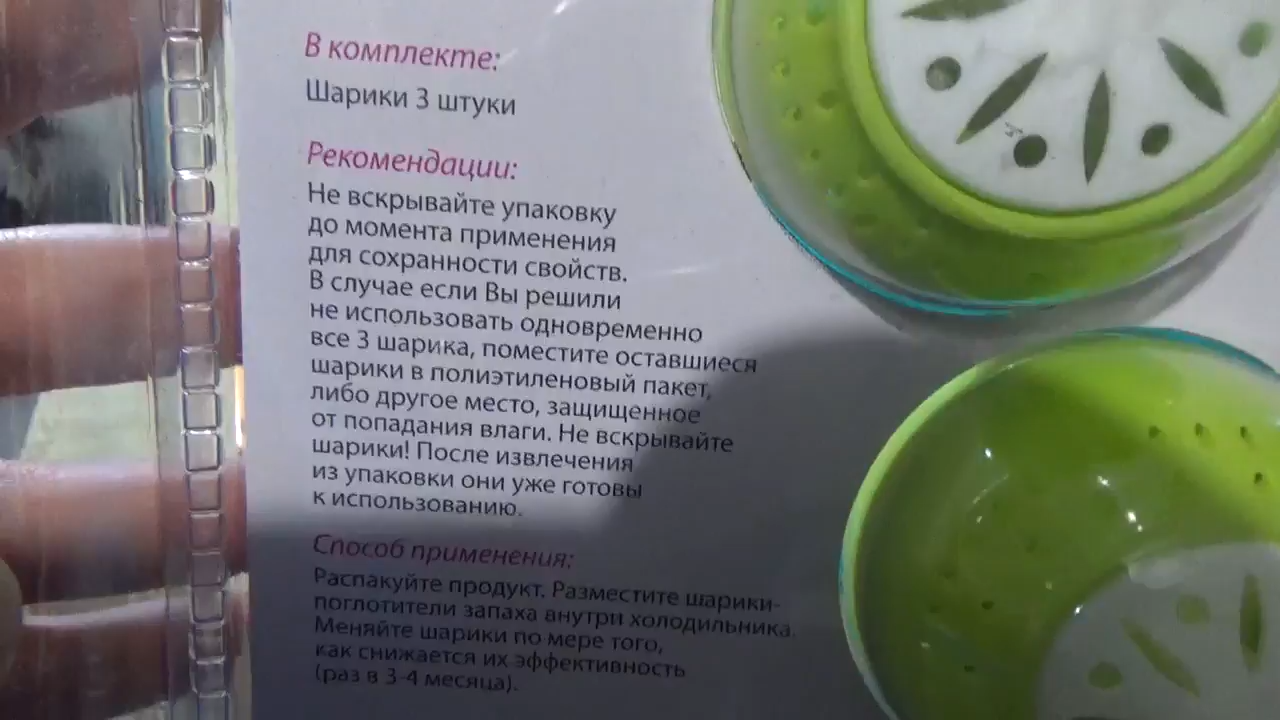 В комплекте:
Шарики 3 штуки
Рекомендации:
Не вскрывайте упаковку
до момента применения
для сохранности свойств.
В случае если Вы решили
не использовать одновременно
все 3 шарика, поместите оставшиеся
шарики в полиэтиленовый пакет,
либо другое место, защищенное
от попадания влаги. Не вскрывайте
шарики! После извлечения
из упаковки они уже готовы
к использованию.
Способ применения:
Распакуйте продукт. Разместите шарики-
поглотители запаха внутри холодильника.
Меняйте шарики по мере того,
как снижается их эффективность
(раз в 3-4 месяца).